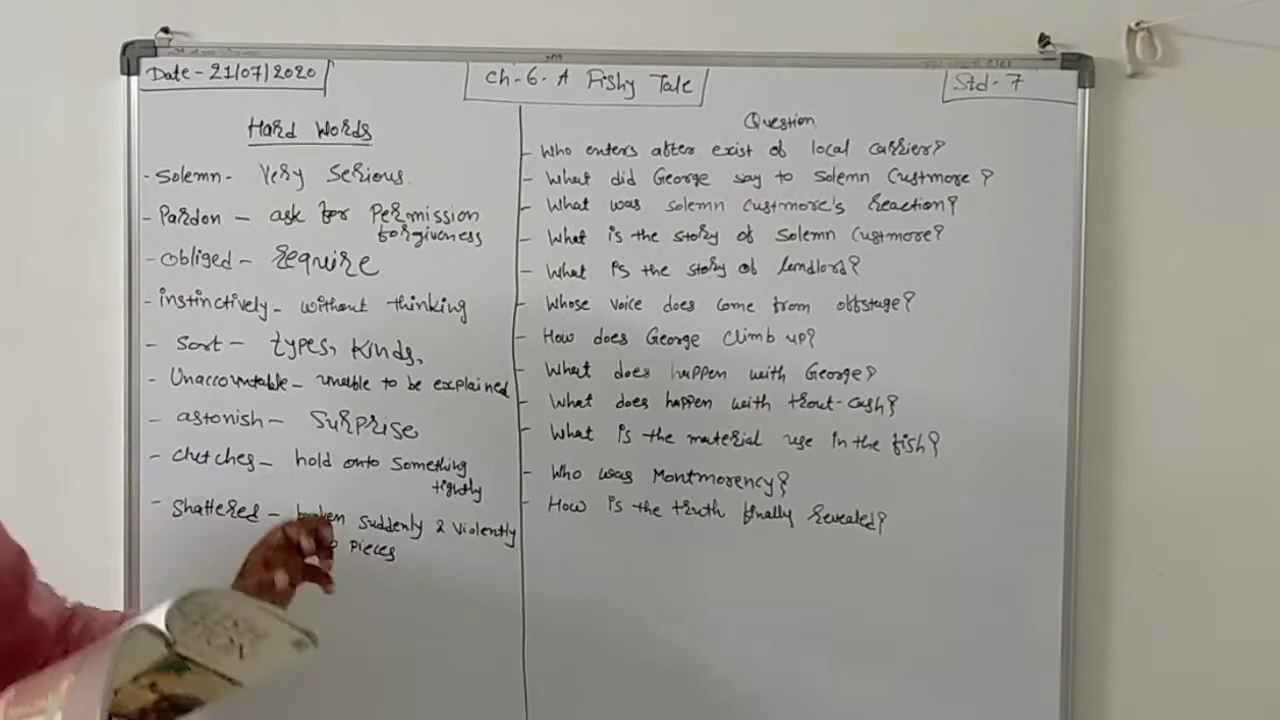 Date - 21/07/2020
Ch-6- A Fishy Tale
Std- 7
Hard Words
- Solemn - Very Serious.
- Pardon - ask for Permission
forgiveness
- obliged - require
- instinctively - without thinking
- Sort - types, kinds,
- Unaccountable - unable to be explained
- astonish - Surprise
- clutches - hold onto something
tightly
- Shattered - Suddenly & Violently
Pieces
Question
- Who enters after exist of local carrier?
- What did George say to Solemn Custmore ?
- What was solemn custmore's reaction?
- What is the story of Solemn Custmore?
- What is the story of landlord?
- Whose voice does come from offstage?
- How does George climb up?
- What does happen with George?
- What does happen with trout-cash?
- What is the material use in the fish?
- Who was Montmorency?
- How is the truth finally revealed?